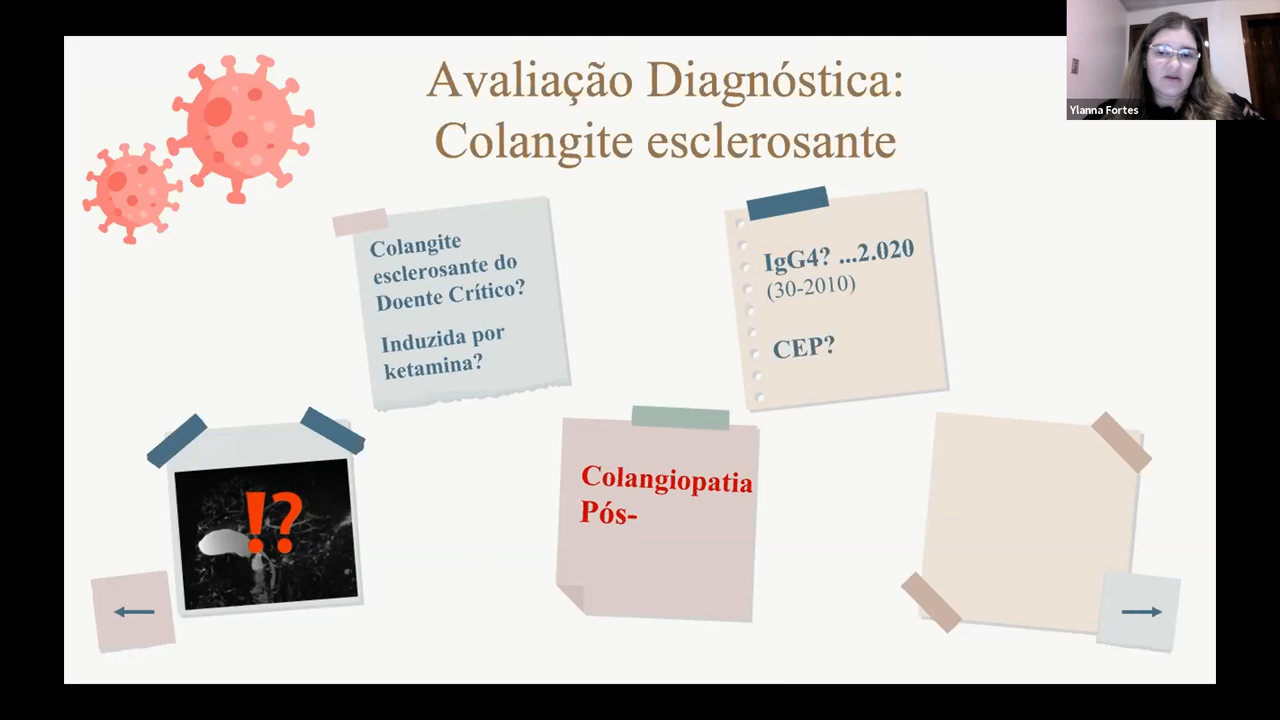 Avaliação Diagnóstica:
Colangite esclerosante
Ylanna Fortes
Colangite
esclerosante do
Doente Crítico?
Induzida por
ketamina?
IgG4? ...2.020
(30-2010)
CEP?
!?
Colangiopatia
Pós-